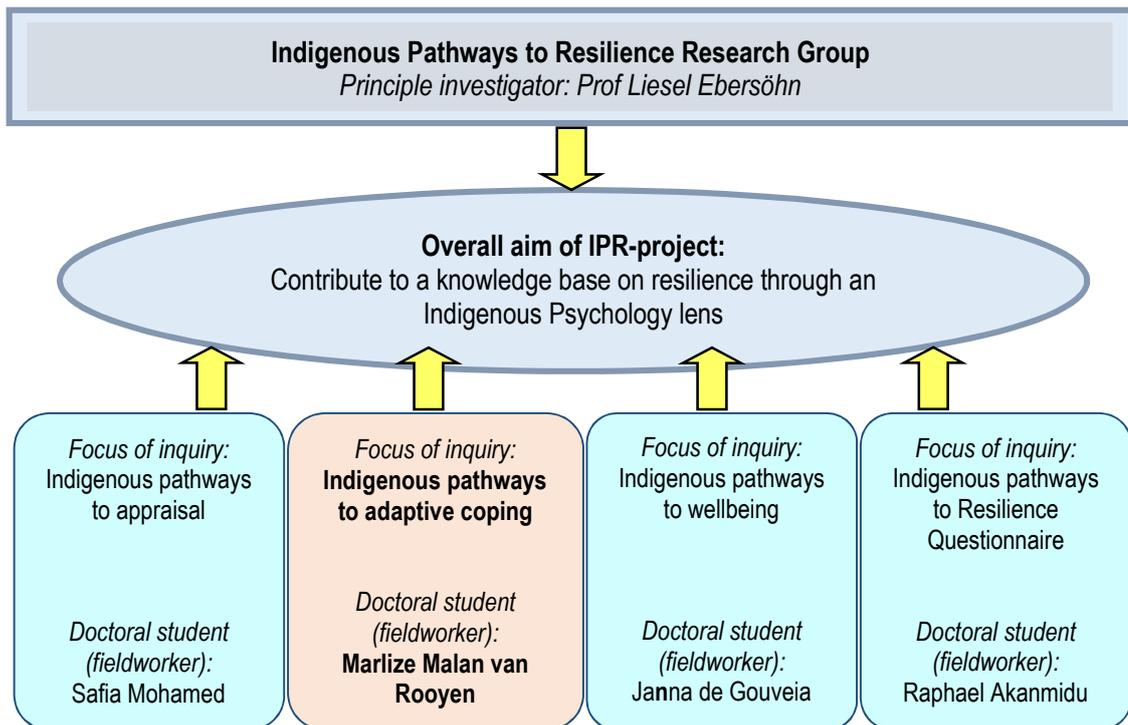 Indigenous Pathways to Resilience Research Group
Principle investigator: Prof Liesel Ebersöhn
Overall aim of IPR-project:
Contribute to a knowledge base on resilience through an
Indigenous Psychology lens
Focus of inquiry:
Indigenous pathways
to appraisal
Doctoral student
(fieldworker):
Safia Mohamed
Focus of inquiry:
Indigenous pathways
to adaptive coping
Doctoral student
(fieldworker):
Marlize Malan van
Rooyen
Focus of inquiry:
Indigenous pathways
to wellbeing
Doctoral student
(fieldworker):
Janna de Gouveia
Focus of inquiry:
Indigenous pathways
to Resilience
Questionnaire
Doctoral student
(fieldworker):
Raphael Akanmidu